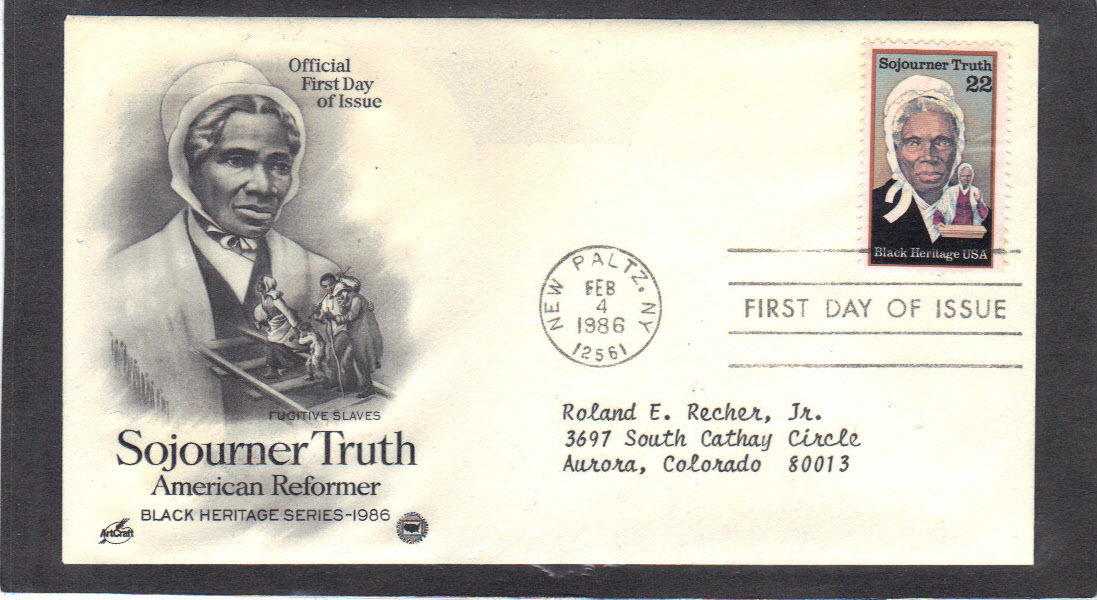 Official
First Day
of Issue
Sojourner Truth
22
Black Heritage USA
NEW PALTZ, NY
FEB
4
1986
12561
FIRST DAY OF ISSUE
Roland E. Recher, Jr.
3697 South Cathay Circle
Aurora, Colorado 80013
FUGITIVE SLAVES
Sojourner Truth
American Reformer
BLACK HERITAGE SERIES-1986
ArtCraft